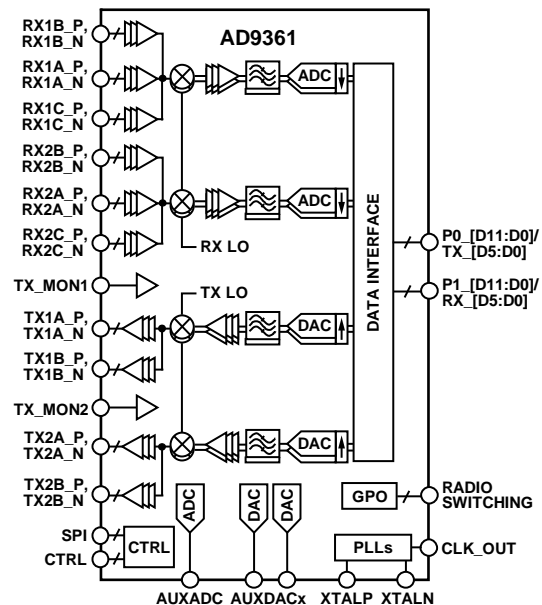 AD9361
RX1B_P,
RX1B_N
RX1A_P,
RX1A_N
RX1C_P,
RX1C_N
RX2B_P,
RX2B_N
RX2A_P,
RX2A_N
RX2C_P,
RX2C_N
TX_MON1
TX1A_P,
TX1A_N
TX1B_P,
TX1B_N
TX_MON2
TX2A_P,
TX2A_N
TX2B_P,
TX2B_N
SPI
CTRL
CTRL
ADC
ADC
RX LO
TX LO
DAC
DAC
DATA INTERFACE
P0_[D11:D0]/
TX_[D5:D0]
P1_[D11:D0]/
RX_[D5:D0]
ADC
DAC
DAC
GPO
RADIO
SWITCHING
PLLs
CLK_OUT
AUXADC
AUXDACx
XTALP
XTALN